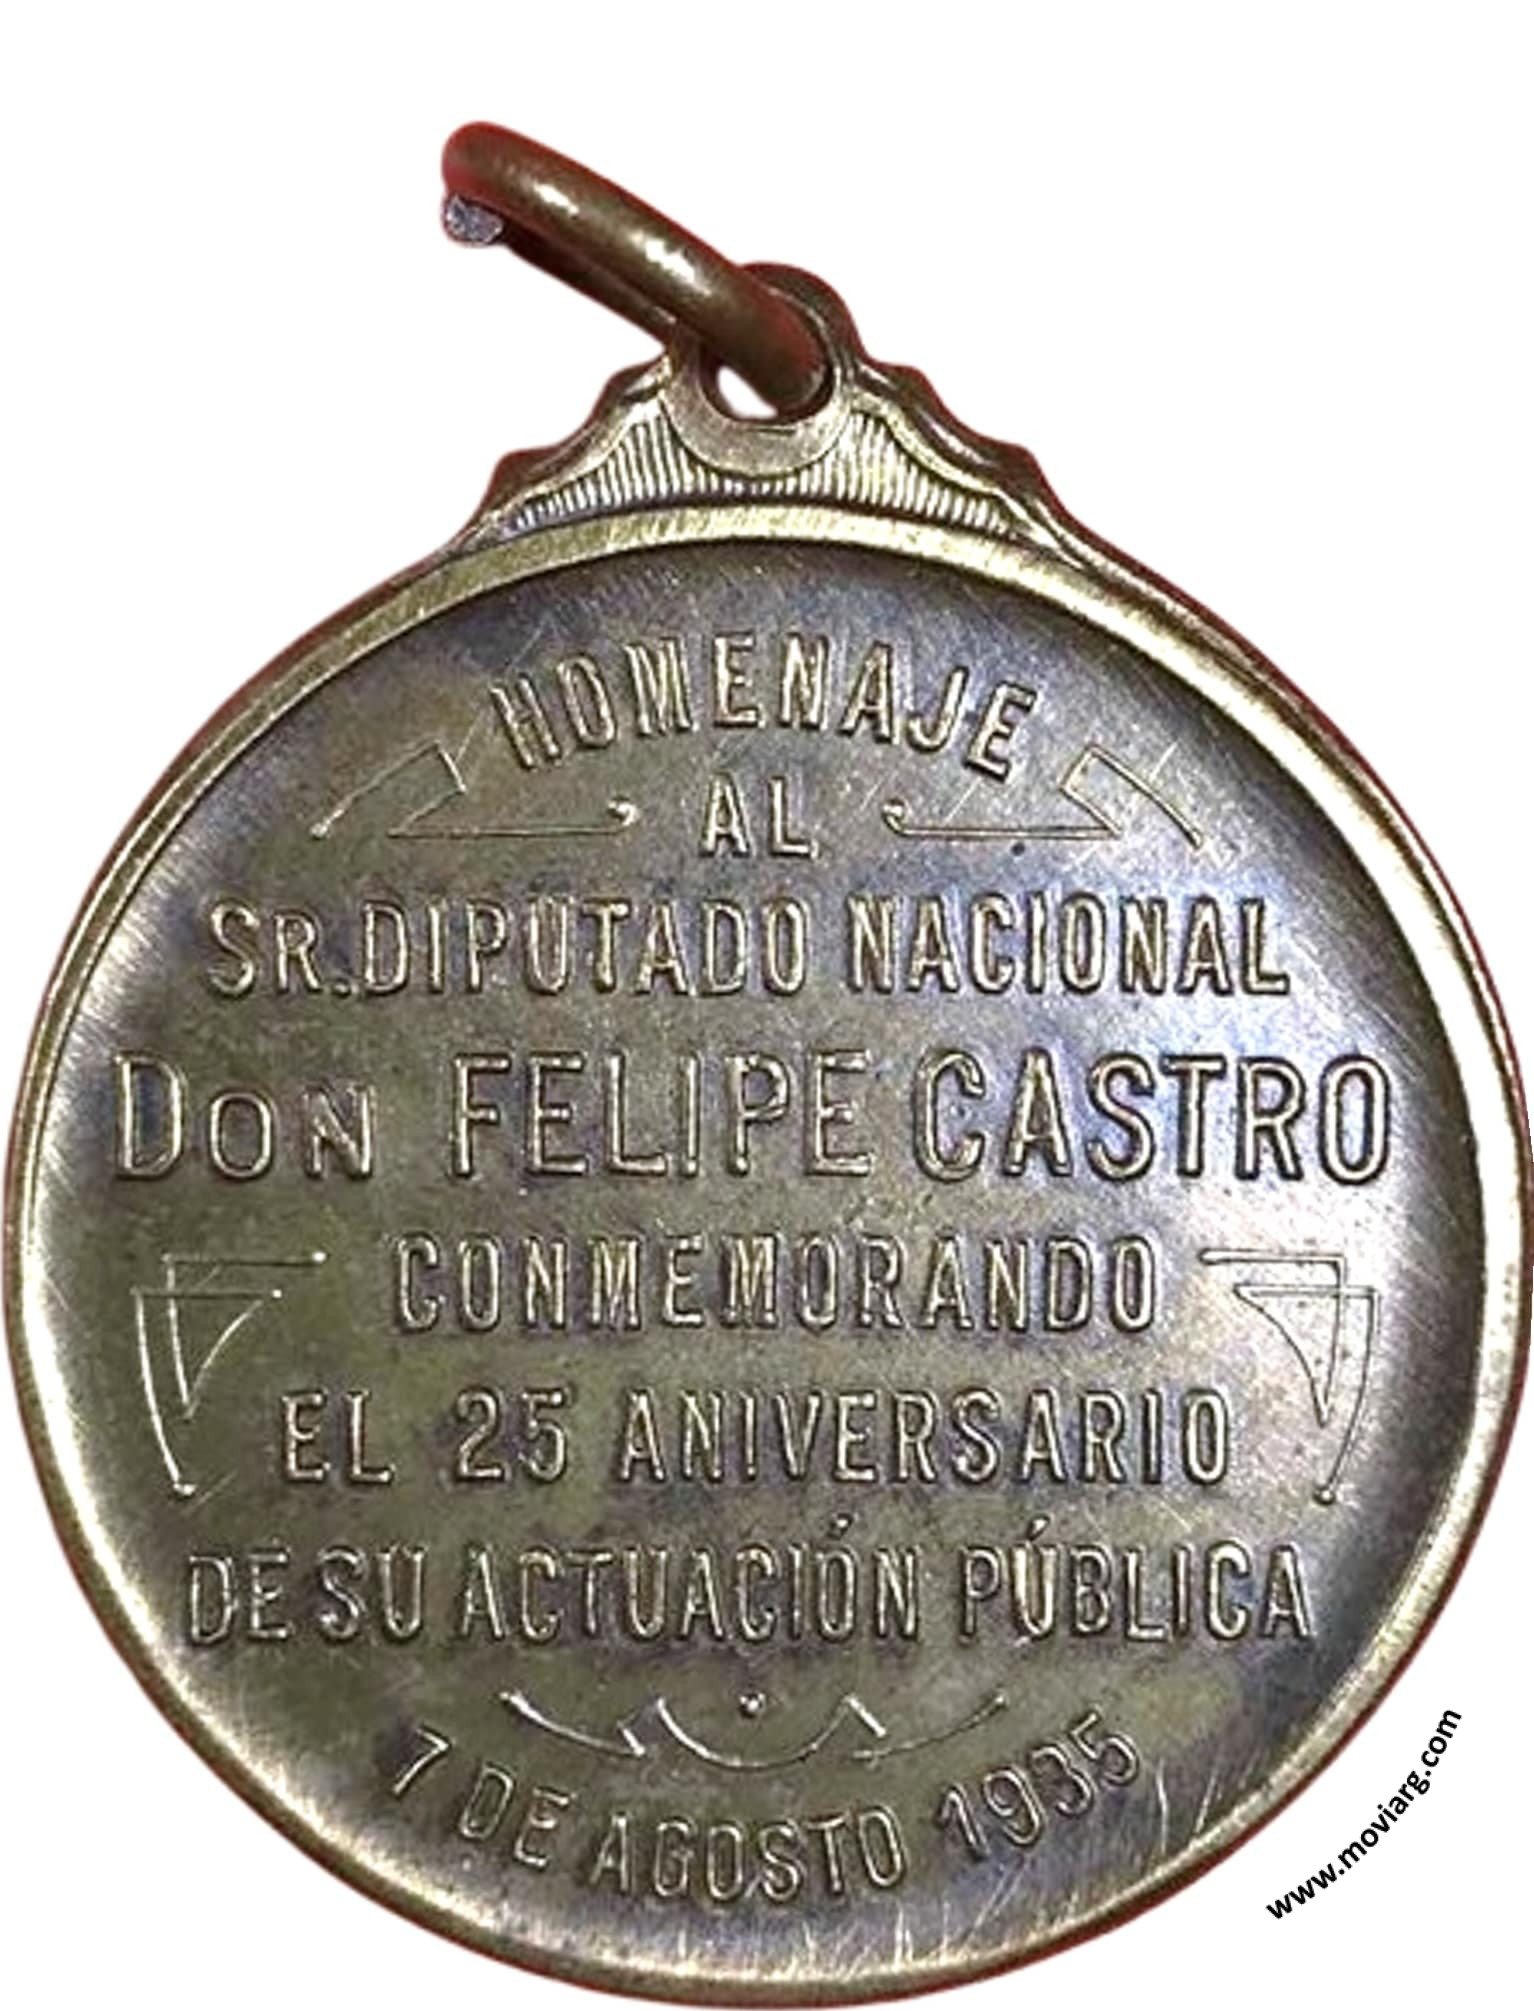 HOMENAJE
AL
SR. DIPUTADO NACIONAL
DON FELIPE CASTRO
CONMEMORANDO
EL 25 ANIVERSARIO
DE SU ACTUACIÓN PÚBLICA
7 DE AGOSTO 1935
www.moviarg.com